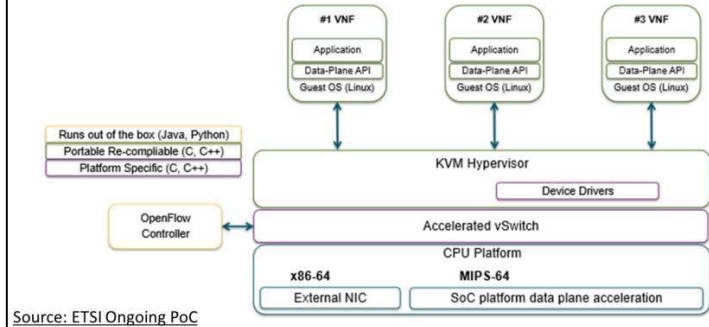 #1 VNF
#2 VNF
#3 VNF
Application
Application
Application
Data-Plane API
Data-Plane API
Data-Plane API
Guest OS (Linux)
Guest OS (Linux)
Guest OS (Linux)
Runs out of the box (Java, Python)
Portable Re-compliable (C, C++)
Platform Specific (C, C++)
KVM Hypervisor
Device Drivers
OpenFlow
Controller
Accelerated vSwitch
CPU Platform
x86-64
MIPS-64
External NIC
SoC platform data plane acceleration
Source: ETSI Ongoing PoC